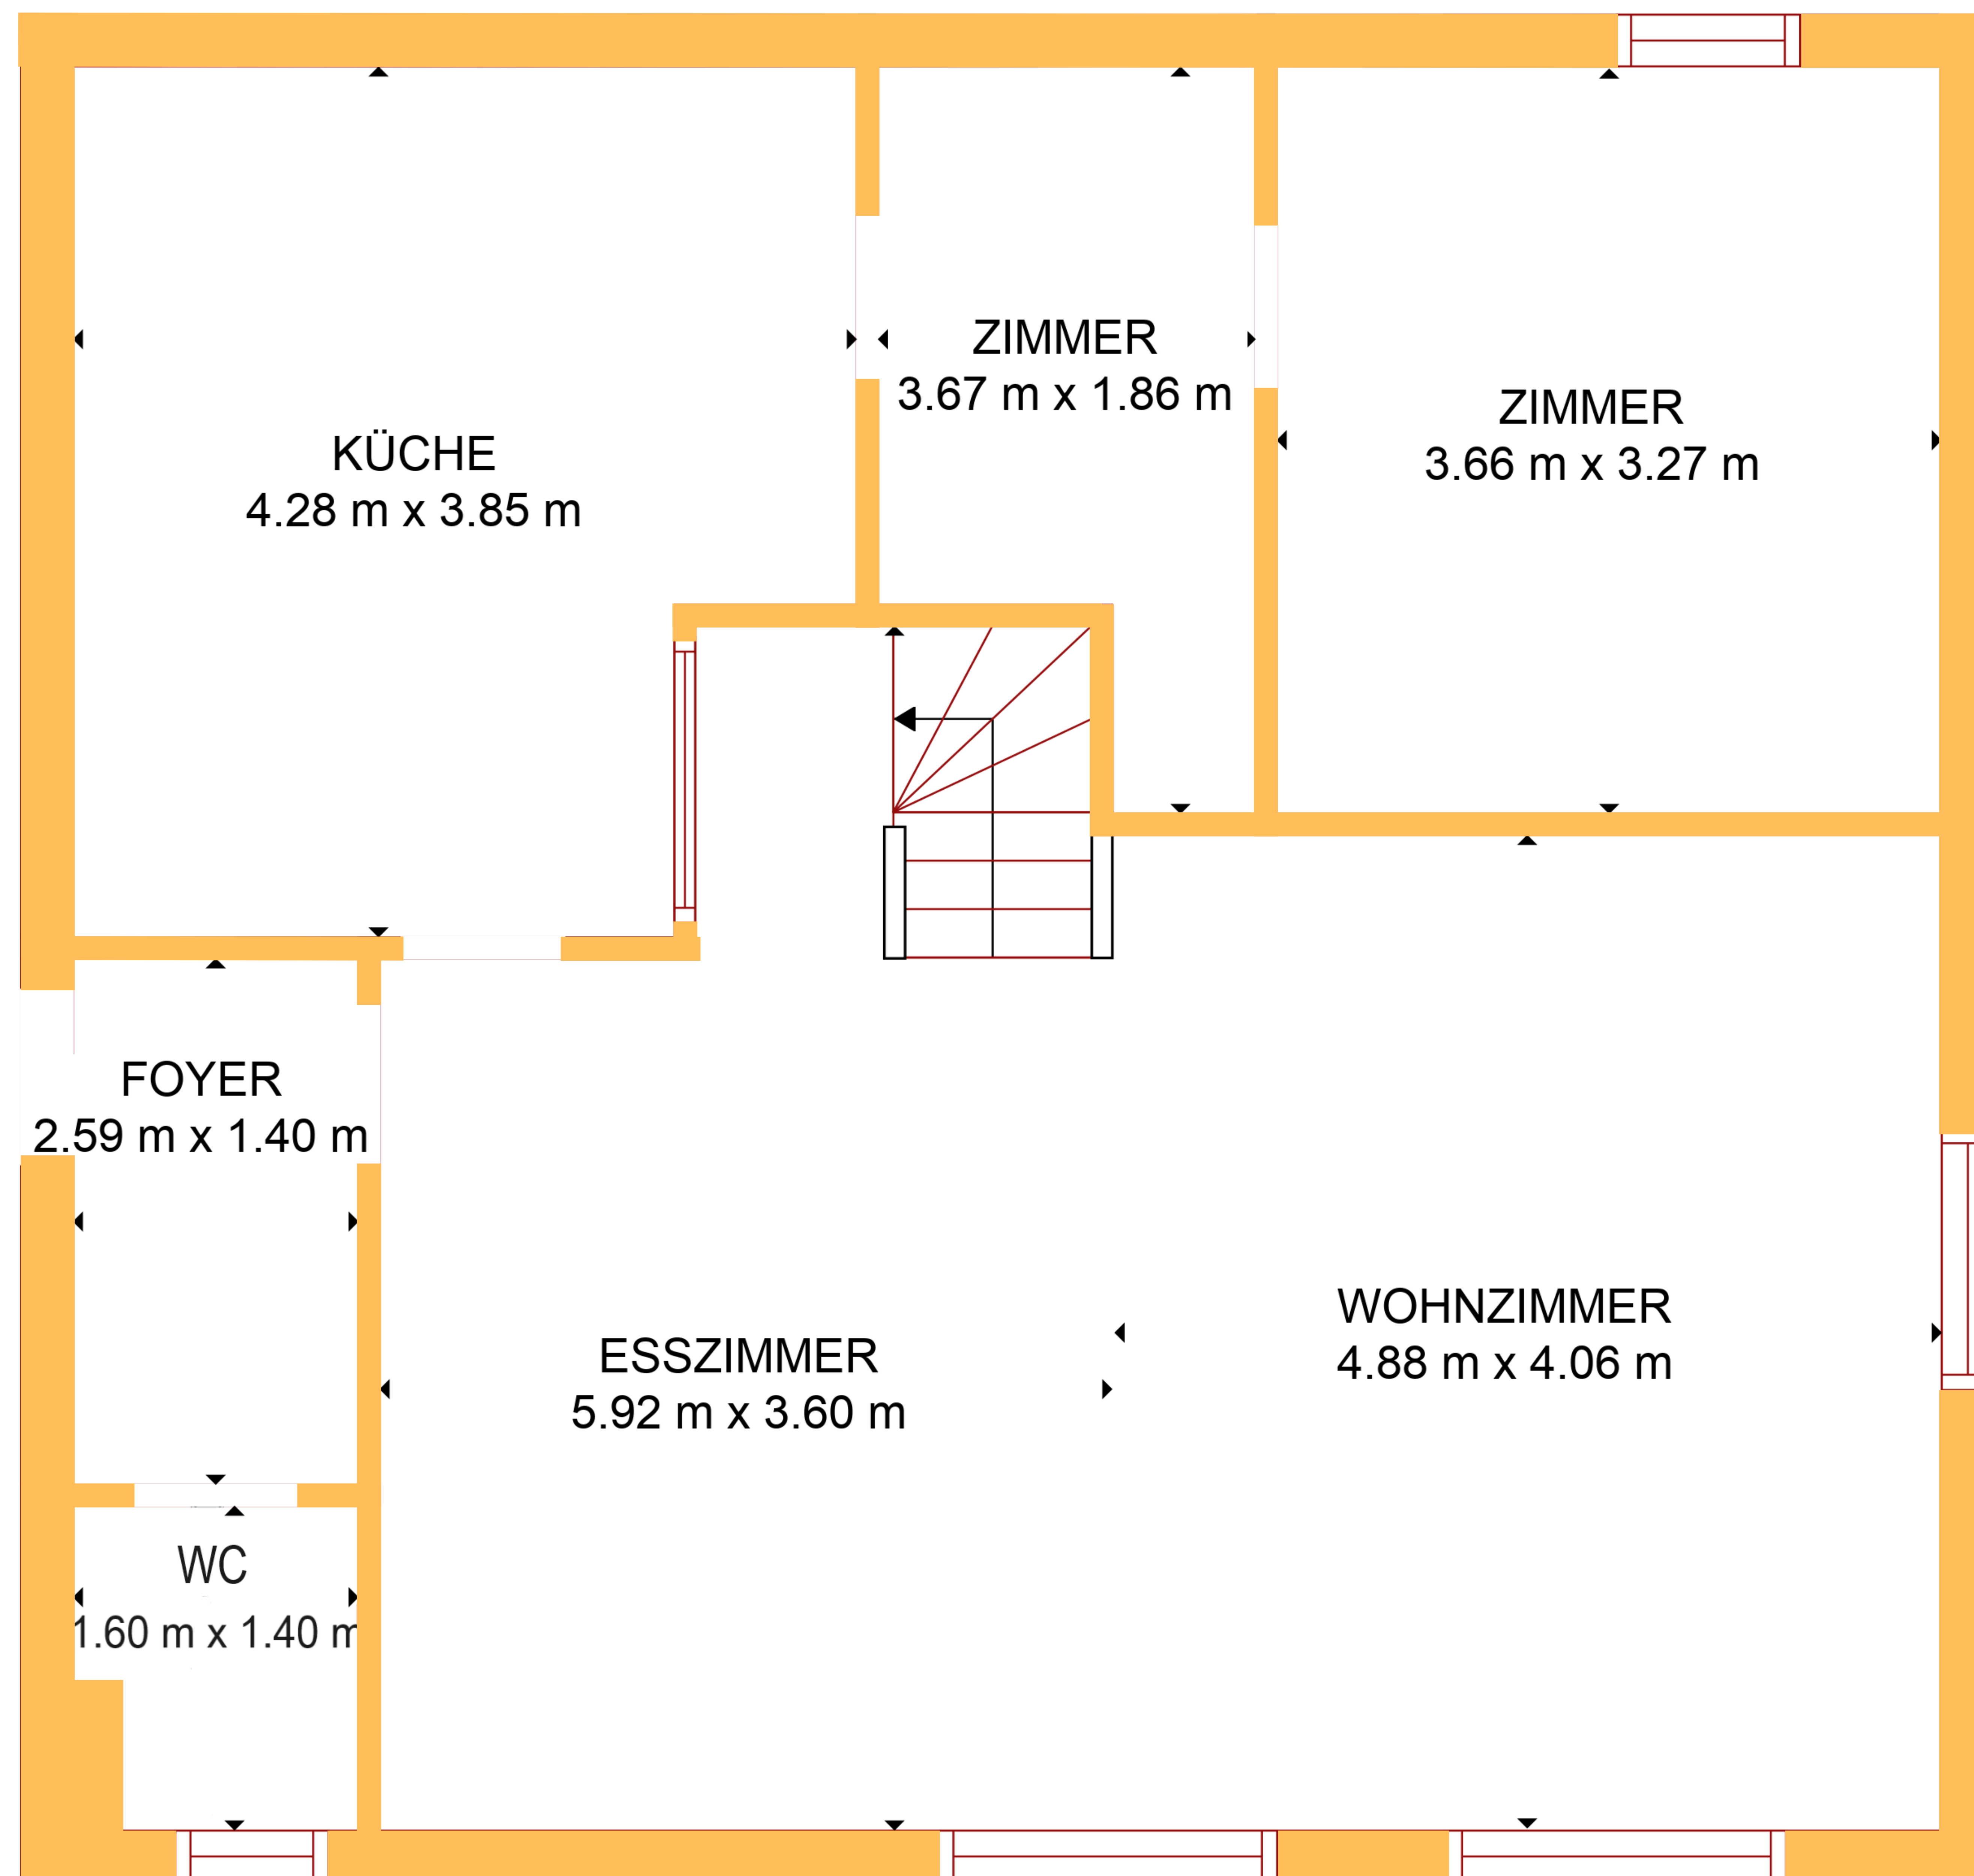 ZIMMER
3.67 m x 1.86 m
ZIMMER
3.66 m x 3.27 m
KÜCHE
4.28 m x 3.85 m
FOYER
2.59 m x 1.40 m
WOHNZIMMER
4.88 m x 4.06 m
ESSZIMMER
5.92 m x 3.60 m
WC
1.60 m x 1.40 m